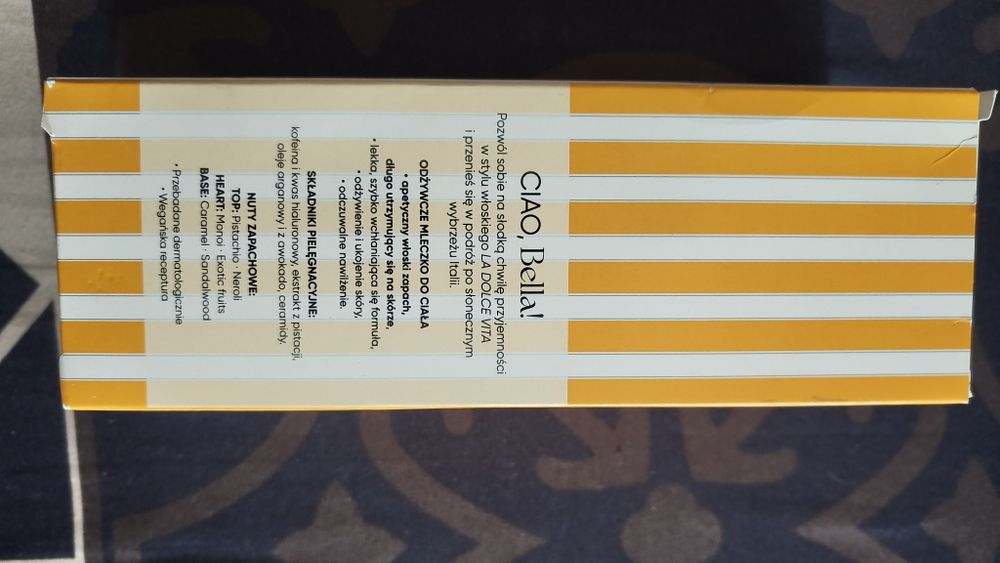 CIAO, Bella!
Pozwól sobie na słodką chwilę przyjemności
w stylu włoskiego LA DOLCE VITA
i przenieś się w podróż po słonecznym
wybrzeżu Italii.
ODŻYWCZE MLECZKO DO CIAŁA
• apetyczny włoski zapach,
długo utrzymujący się na skórze,
• lekka, szybko wchłaniająca się formuła,
• odżywienie i ukojenie skóry,
• odczuwalne nawilżenie.
SKŁADNIKI PIELĘGNACYJNE:
kofeina i kwas hialuronowy, ekstrakt z pistacji,
oleje arganowy i z awokado, ceramidy.
NUTY ZAPACHOWE:
TOP: Pistachio · Neroli
HEART: Monoi · Exotic fruits
BASE: Caramel · Sandalwood
• Przebadane dermatologicznie
• Wegańska receptura